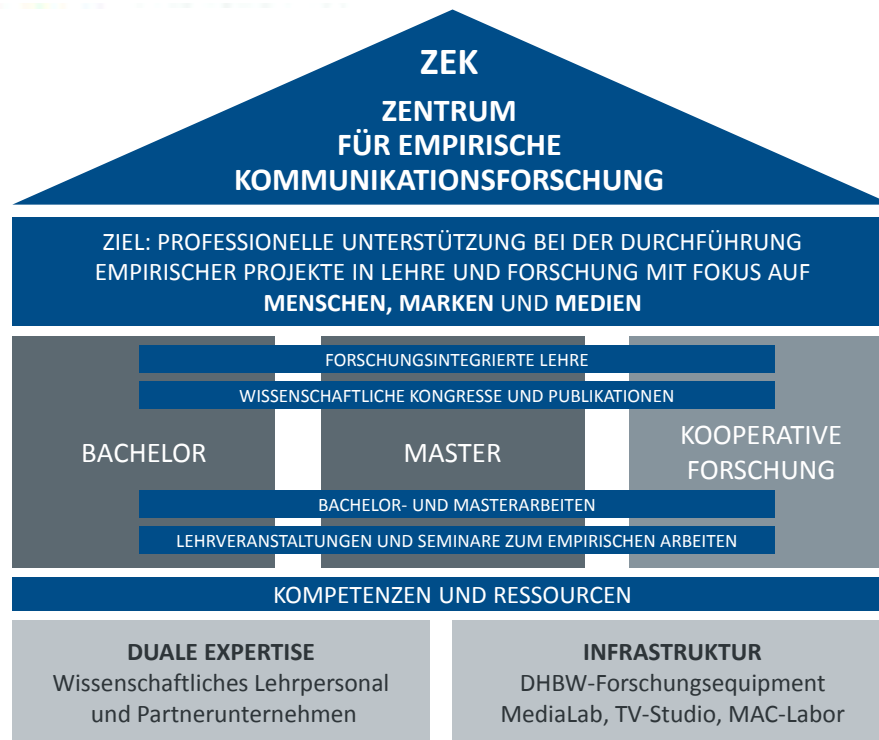 ZEK
ZENTRUM
FÜR EMPIRISCHE
KOMMUNIKATIONSFORSCHUNG
ZIEL: PROFESSIONELLE UNTERSTÜTZUNG BEI DER DURCHFÜHRUNG
EMPIRISCHER PROJEKTE IN LEHRE UND FORSCHUNG MIT FOKUS AUF
MENSCHEN, MARKEN UND MEDIEN
FORSCHUNGSINTEGRIERTE LEHRE
WISSENSCHAFTLICHE KONGRESSE UND PUBLIKATIONEN
BACHELOR
MASTER
KOOPERATIVE
FORSCHUNG
BACHELOR- UND MASTERARBEITEN
LEHRVERANSTALTUNGEN UND SEMINARE ZUM EMPIRISCHEN ARBEITEN
KOMPETENZEN UND RESSOURCEN
DUALE EXPERTISE
Wissenschaftliches Lehrpersonal
und Partnerunternehmen
INFRASTRUKTUR
DHBW-Forschungsequipment
MediaLab, TV-Studio, MAC-Labor